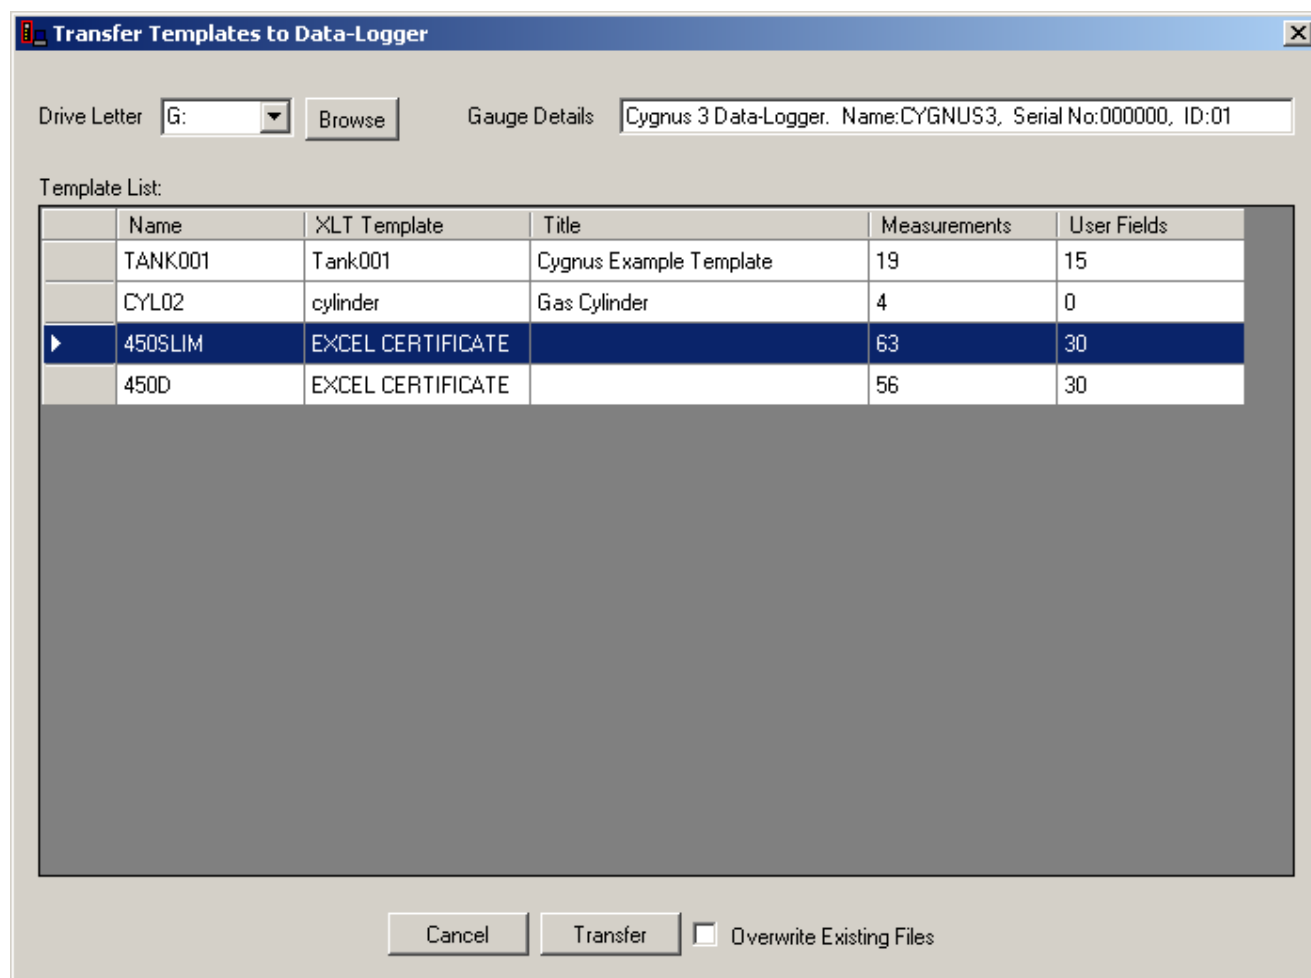 Transfer Templates to Data-Logger
Drive Letter G: Browse Gauge Details Cygnus 3 Data-Logger. Name:CYGNUS3, Serial No:000000, ID:01
Template List:
Name XLT Template Title Measurements User Fields
TANK001 Tank001 Cygnus Example Template 19 15
CYL02 cylinder Gas Cylinder 4 0
450SLIM EXCEL CERTIFICATE 63 30
450D EXCEL CERTIFICATE 56 30
Cancel Transfer Overwrite Existing Files